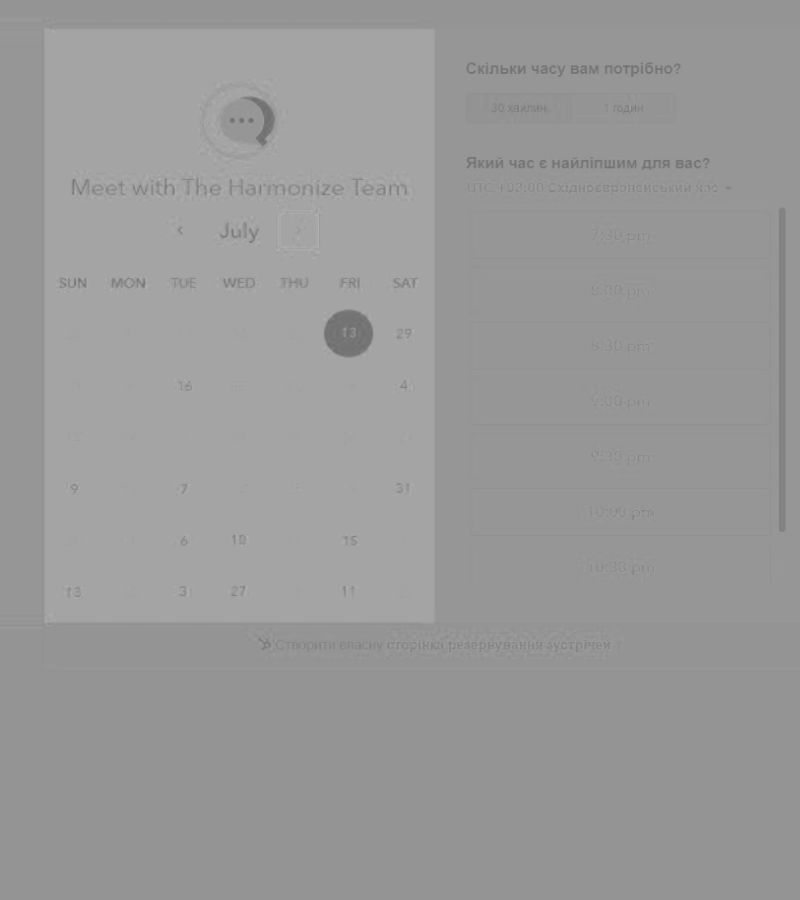 Meet with The Harmonize Team
July
SUN MON TUE WED THU FRI SAT
13 29
16 4
9 7 31
6 18 15
13 3 27 11
Скільки часу вам потрібно?
30 хвилин 1 годин
Який час є найліпшим для вас?
UTC +03:00 Східноєвропейський час
7:30 pm
8:00 pm
8:30 pm
9:00 pm
9:30 pm
10:00 pm
10:30 pm
Створити власну сторінка резервування зустрічей